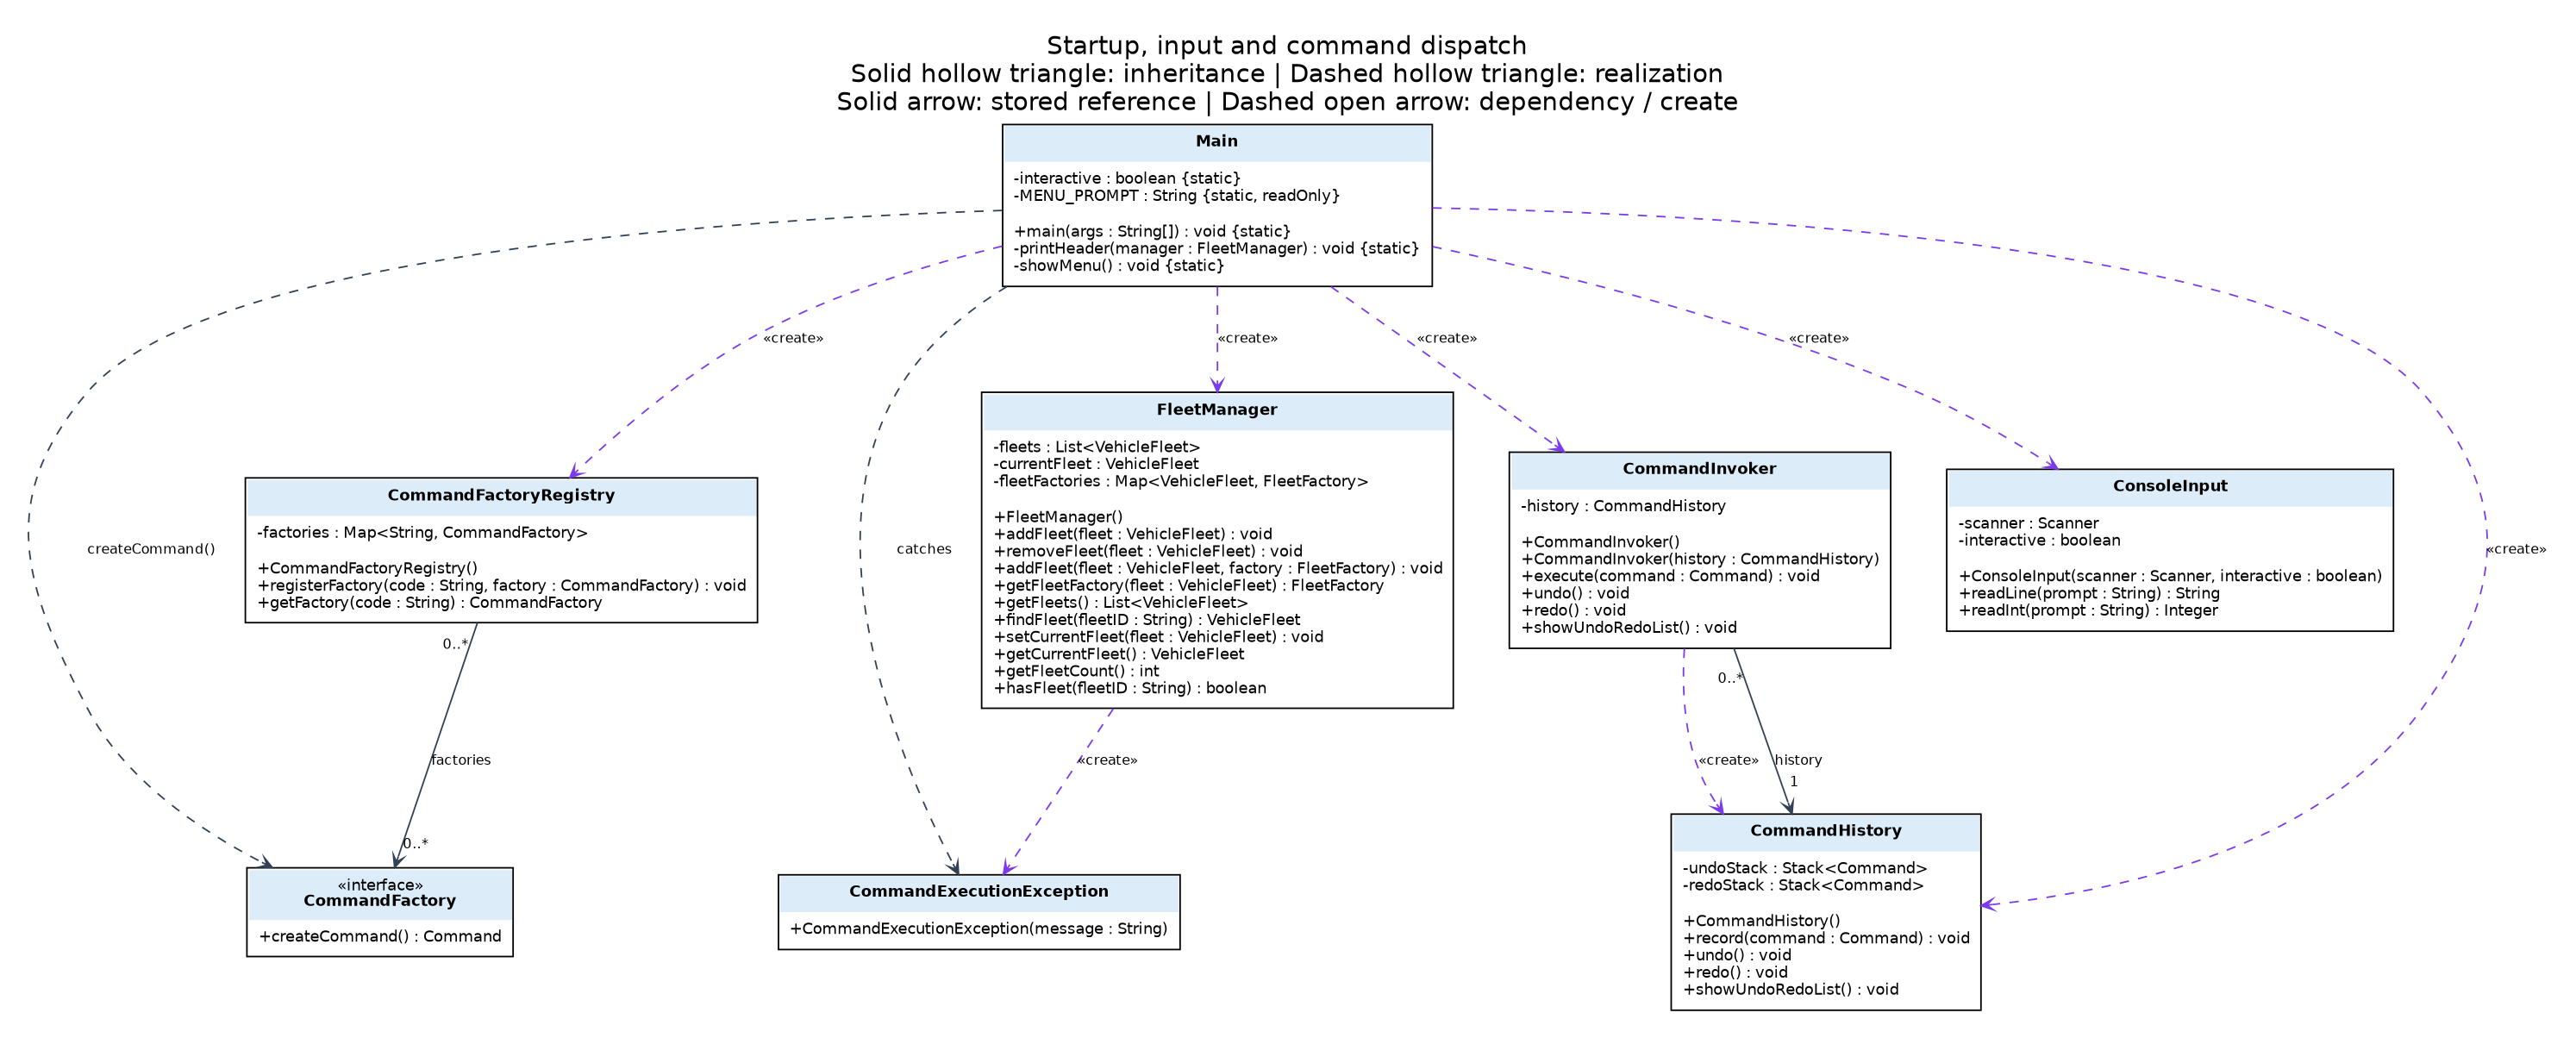 Startup, input and command dispatch
Solid hollow triangle: inheritance | Dashed hollow triangle: realization
Solid arrow: stored reference | Dashed open arrow: dependency / create
Main
-interactive : boolean {static}
-MENU_PROMPT : String {static, readOnly}
+main(args : String[]) : void {static}
-printHeader(manager : FleetManager) : void {static}
-showMenu() : void {static}
«create»
«create»
«create»
«create»
FleetManager
-fleets : List<VehicleFleet>
-currentFleet : VehicleFleet
-fleetFactories : Map<VehicleFleet, FleetFactory>
+FleetManager()
+addFleet(fleet : VehicleFleet) : void
+removeFleet(fleet : VehicleFleet) : void
+addFleet(fleet : VehicleFleet, factory : FleetFactory) : void
+getFleetFactory(fleet : VehicleFleet) : FleetFactory
+getFleets() : List<VehicleFleet>
+findFleet(fleetID : String) : VehicleFleet
+setCurrentFleet(fleet : VehicleFleet) : void
+getCurrentFleet() : VehicleFleet
+getFleetCount() : int
+hasFleet(fleetID : String) : boolean
CommandInvoker
-history : CommandHistory
+CommandInvoker()
+CommandInvoker(history : CommandHistory)
+execute(command : Command) : void
+undo() : void
+redo() : void
+showUndoRedoList() : void
ConsoleInput
-scanner : Scanner
-interactive : boolean
+ConsoleInput(scanner : Scanner, interactive : boolean)
+readLine(prompt : String) : String
+readInt(prompt : String) : Integer
CommandFactoryRegistry
-factories : Map<String, CommandFactory>
+CommandFactoryRegistry()
+registerFactory(code : String, factory : CommandFactory) : void
+getFactory(code : String) : CommandFactory
createCommand()
catches
«create»
0..*
factories
0..*
«create»
0..*
«create»
history
1
«interface»
CommandFactory
+createCommand() : Command
CommandExecutionException
+CommandExecutionException(message : String)
CommandHistory
-undoStack : Stack<Command>
-redoStack : Stack<Command>
+CommandHistory()
+record(command : Command) : void
+undo() : void
+redo() : void
+showUndoRedoList() : void